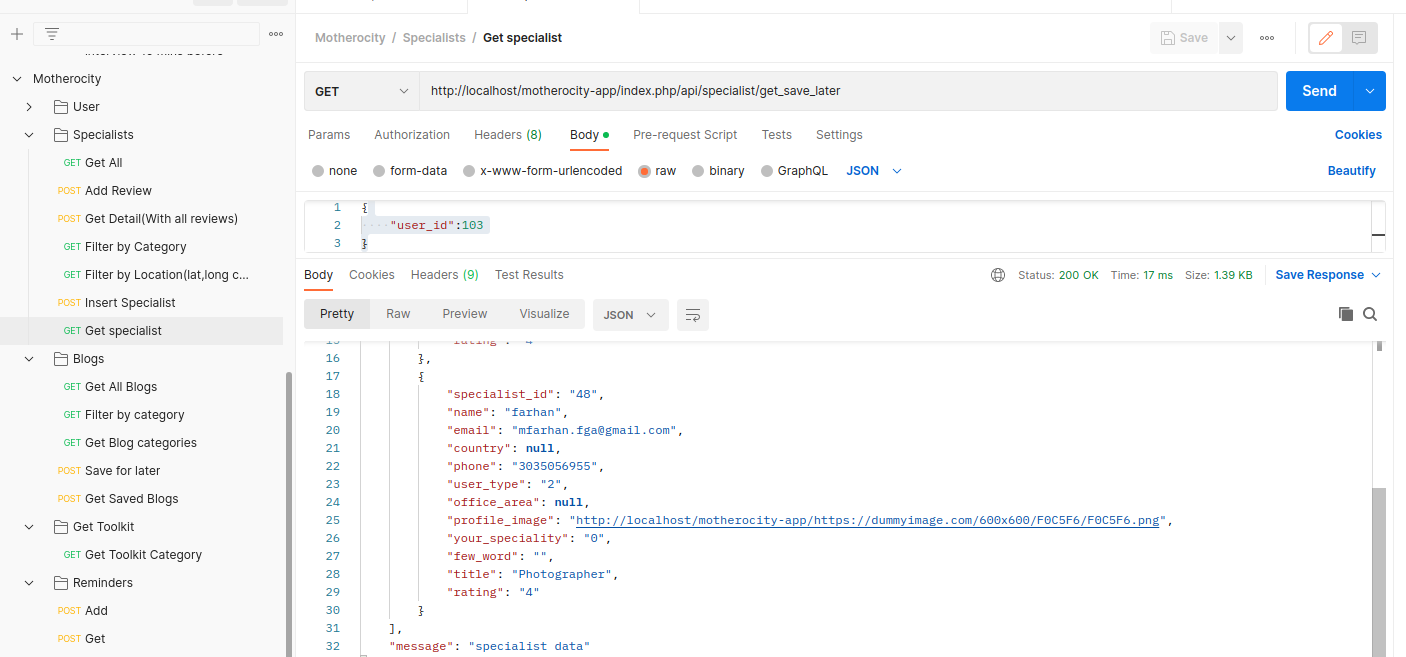 Motherocity / Specialists / Get specialist
Save
Motherocity
User
Specialists
GET Get All
POST Add Review
POST Get Detail(With all reviews)
GET Filter by Category
GET Filter by Location(lat,long c...
POST Insert Specialist
GET Get specialist
Blogs
GET Get All Blogs
GET Filter by category
GET Get Blog categories
POST Save for later
POST Get Saved Blogs
Get Toolkit
GET Get Toolkit Category
Reminders
POST Add
POST Get
GET http://localhost/motherocity-app/index.php/api/specialist/get_save_later Send
Params Authorization Headers (8) Body Pre-request Script Tests Settings Cookies
none form-data x-www-form-urlencoded raw binary GraphQL JSON Beautify
1 {
2 ····"user_id":103
3 }
Body Cookies Headers (9) Test Results Status: 200 OK Time: 17 ms Size: 1.39 KB Save Response
Pretty Raw Preview Visualize JSON
15 "rating": "4"
16 },
17 {
18 "specialist_id": "48",
19 "name": "farhan",
20 "email": "mfarhan.fga@gmail.com",
21 "country": null,
22 "phone": "3035056955",
23 "user_type": "2",
24 "office_area": null,
25 "profile_image": "http://localhost/motherocity-app/https://dummyimage.com/600x600/F0C5F6/F0C5F6.png",
26 "your_speciality": "0",
27 "few_word": "",
28 "title": "Photographer",
29 "rating": "4"
30 }
31 ],
32 "message": "specialist data"